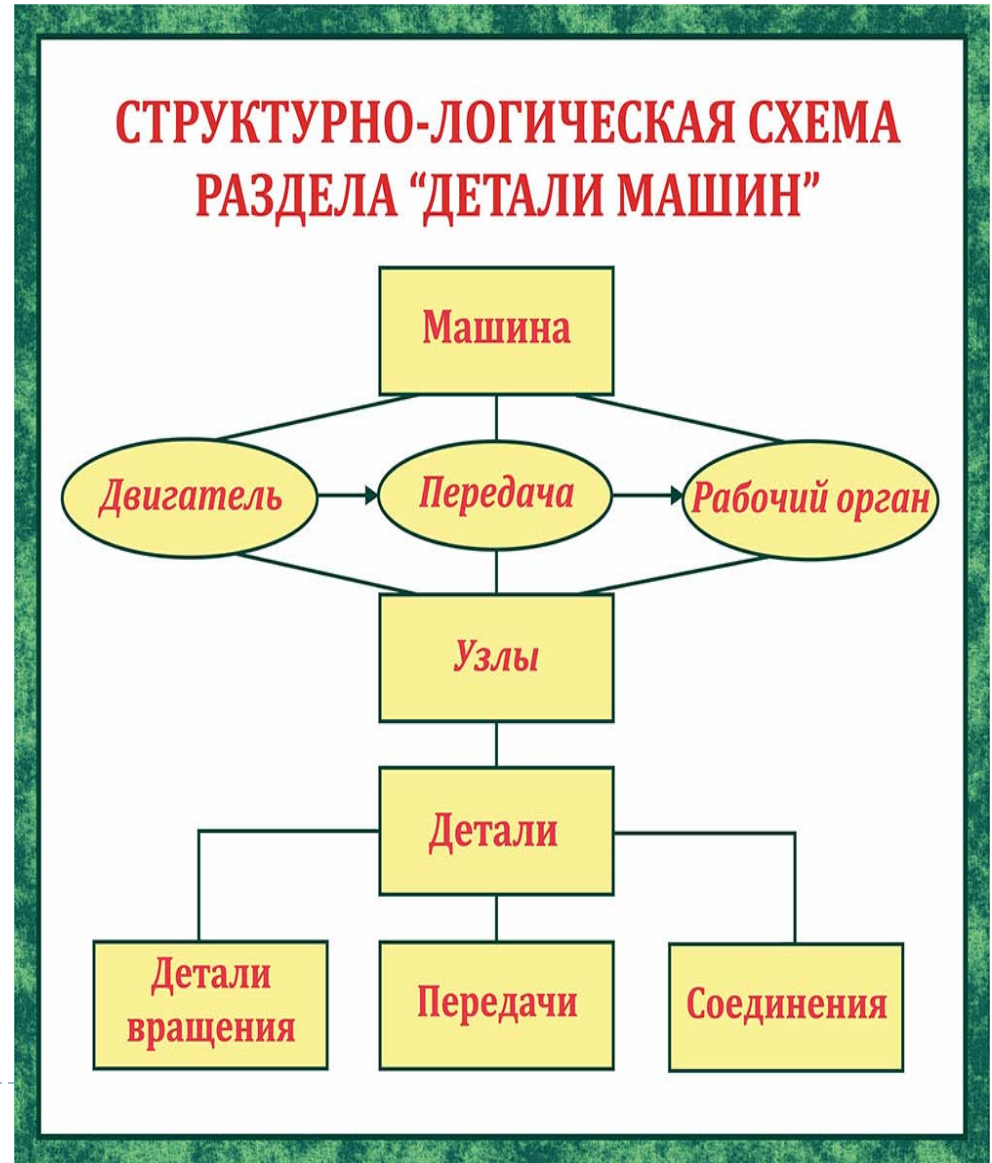 СТРУКТУРНО-ЛОГИЧЕСКАЯ СХЕМА
РАЗДЕЛА “ДЕТАЛИ МАШИН”
Машина
Двигатель
Передача
Рабочий орган
Узлы
Детали
Детали
вращения
Передачи
Соединения